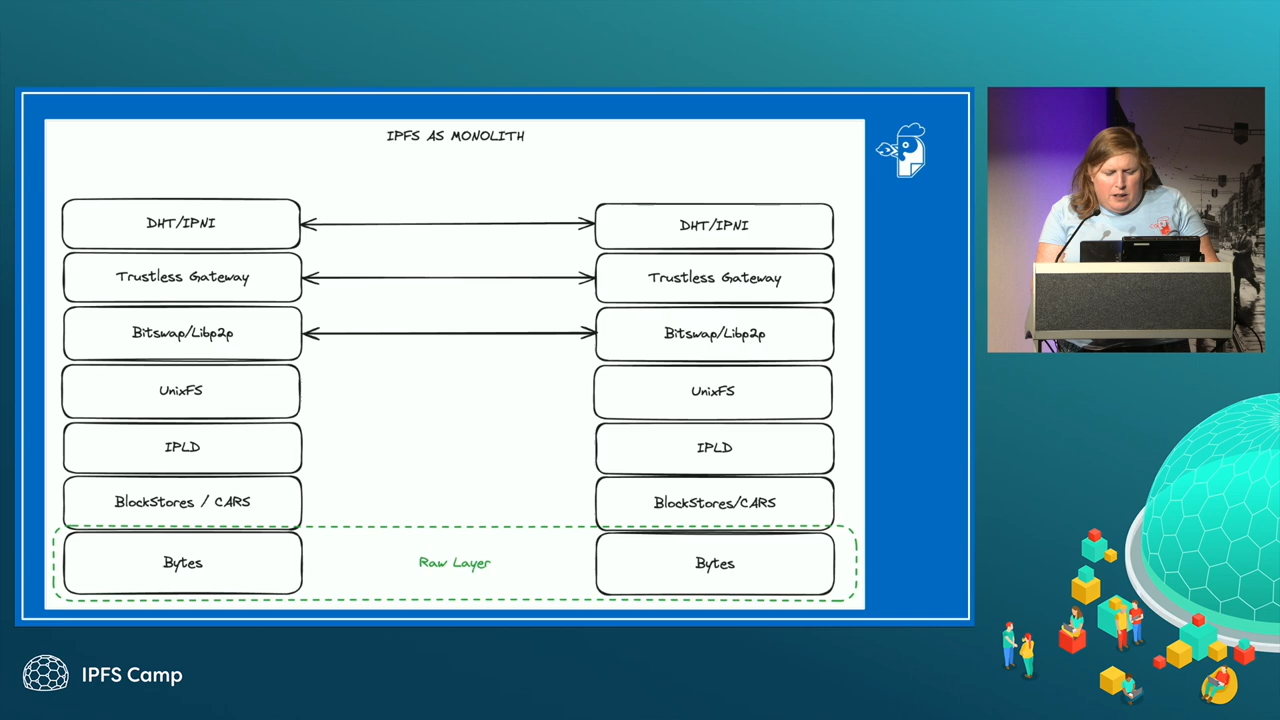 IPFS AS MONOLITH
DHT/IPNI
DHT/IPNI
Trustless Gateway
Trustless Gateway
Bitswap/Libp2p
Bitswap/Libp2p
UnixFS
UnixFS
IPLD
IPLD
BlockStores / CARS
BlockStores/CARS
Bytes
Raw Layer
Bytes
IPFS Camp